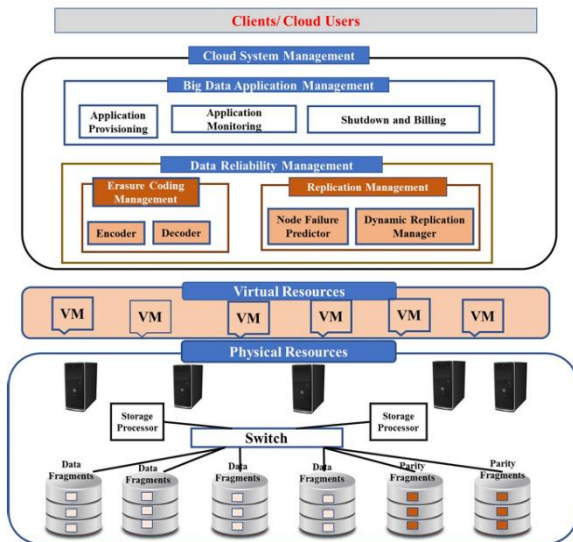 Clients/ Cloud Users
Cloud System Management
Big Data Application Management
Application
Provisioning
Application
Monitoring
Shutdown and Billing
Data Reliability Management
Erasure Coding
Management
Encoder
Decoder
Replication Management
Node Failure
Predictor
Dynamic Replication
Manager
Virtual Resources
VM
VM
VM
VM
VM
VM
Physical Resources
Storage
Processor
Storage
Processor
Switch
Data
Fragments
Data
Fragments
Data
Fragments
Data
Fragments
Parity
Fragments
Parity
Fragments